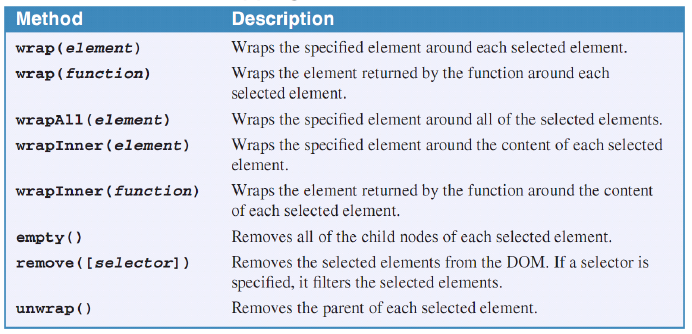 Method Description
wrap(element) Wraps the specified element around each selected element.
wrap(function) Wraps the element returned by the function around each
selected element.
wrapAll(element) Wraps the specified element around all of the selected elements.
wrapInner(element) Wraps the specified element around the content of each selected
element.
wrapInner(function) Wraps the element returned by the function around the content
of each selected element.
empty() Removes all of the child nodes of each selected element.
remove([selector]) Removes the selected elements from the DOM. If a selector is
specified, it filters the selected elements.
unwrap() Removes the parent of each selected element.